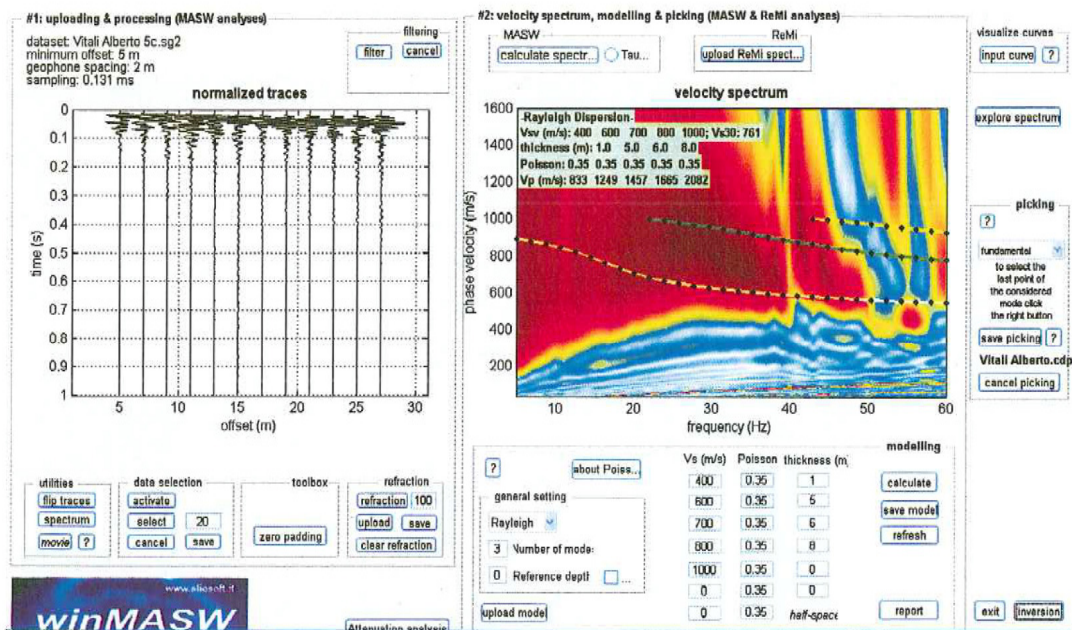 #1: uploading & processing (MASW analyses)
dataset: Vitali Alberto 5c.sg2
minimum offset: 5 m
geophone spacing: 2 m
sampling: 0.131 ms
filtering
filter
cancel
normalized traces
0
0.1
0.2
0.3
0.4
0.5
0.6
0.7
0.8
0.9
1
time (s)
5
10
15
20
25
30
offset (m)
utilities
flip traces
spectrum
movie
?
data selection
activate
select
20
cancel
save
toolbox
zero padding
refraction
refraction
100
upload
save
clear refraction
www.eliosoft.it
winMASW
Attenuation analysis
#2: velocity spectrum, modelling & picking (MASW & ReMi analyses)
MASW
calculate spectr...
Tau...
ReMi
upload ReMi spect...
velocity spectrum
-Rayleigh Dispersion-
Vsv (m/s): 400 600 700 800 1000; Vs30: 761
thickness (m): 1.0 5.0 6.0 8.0
Poisson: 0.35 0.35 0.35 0.35 0.35
Vp (m/s): 833 1249 1457 1665 2082
1600
1400
1200
1000
800
600
400
200
phase velocity (m/s)
10
20
30
40
50
60
frequency (Hz)
?
about Poiss...
general setting
Rayleigh
3 Number of mode:
0 Reference depth
...
upload model
Vs (m/s) Poisson thickness (m)
400 0.35 1
600 0.35 5
700 0.35 6
800 0.35 8
1000 0.35 0
0 0.35 0
0 0.35 half-space
modelling
calculate
save model
refresh
report
visualize curves
input curve
?
explore spectrum
picking
?
fundamental
to select the
last point of
the considered
mode click
the right button
save picking
?
Vitali Alberto.cdp
cancel picking
exit
inversion